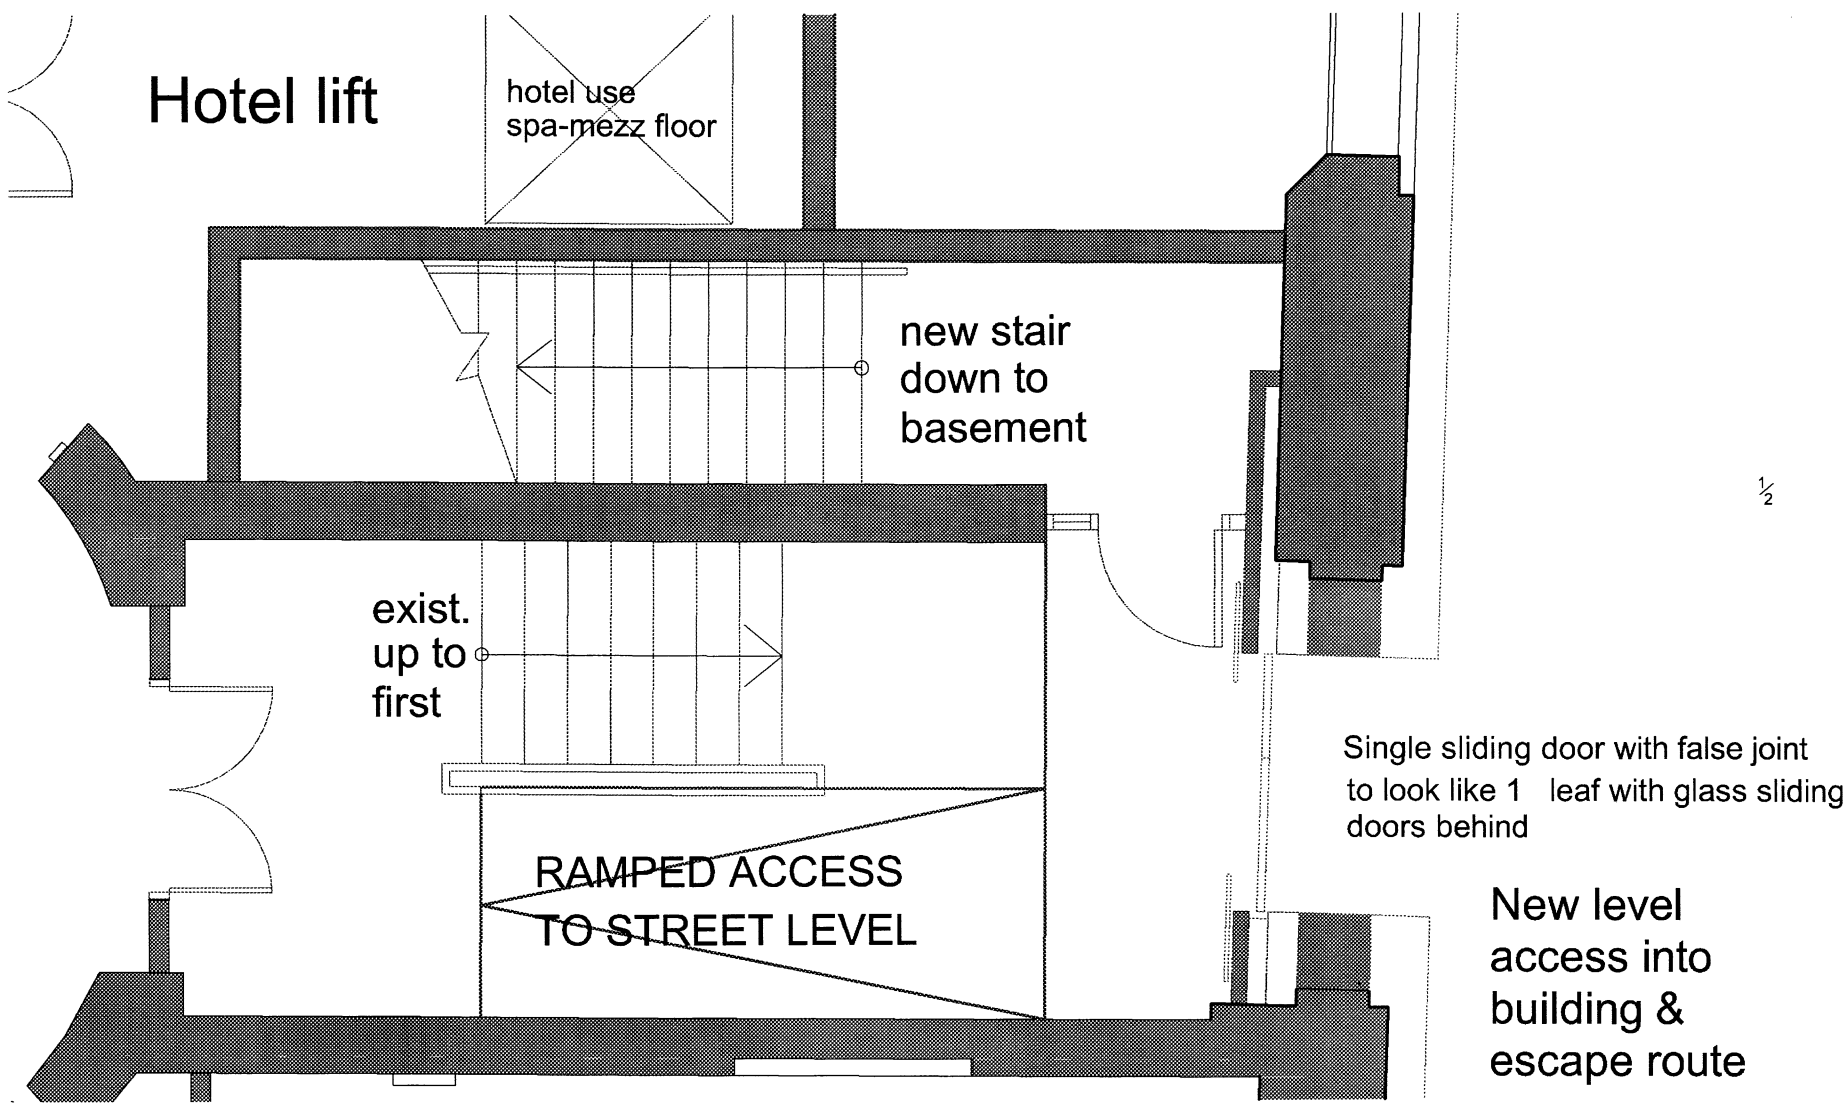 Hotel lift
hotel use
spa-mezz floor
new stair
down to
basement
½
exist.
up to
first
Single sliding door with false joint
to look like 1 leaf with glass sliding
doors behind
RAMPED ACCESS
TO STREET LEVEL
New level
access into
building &
escape route